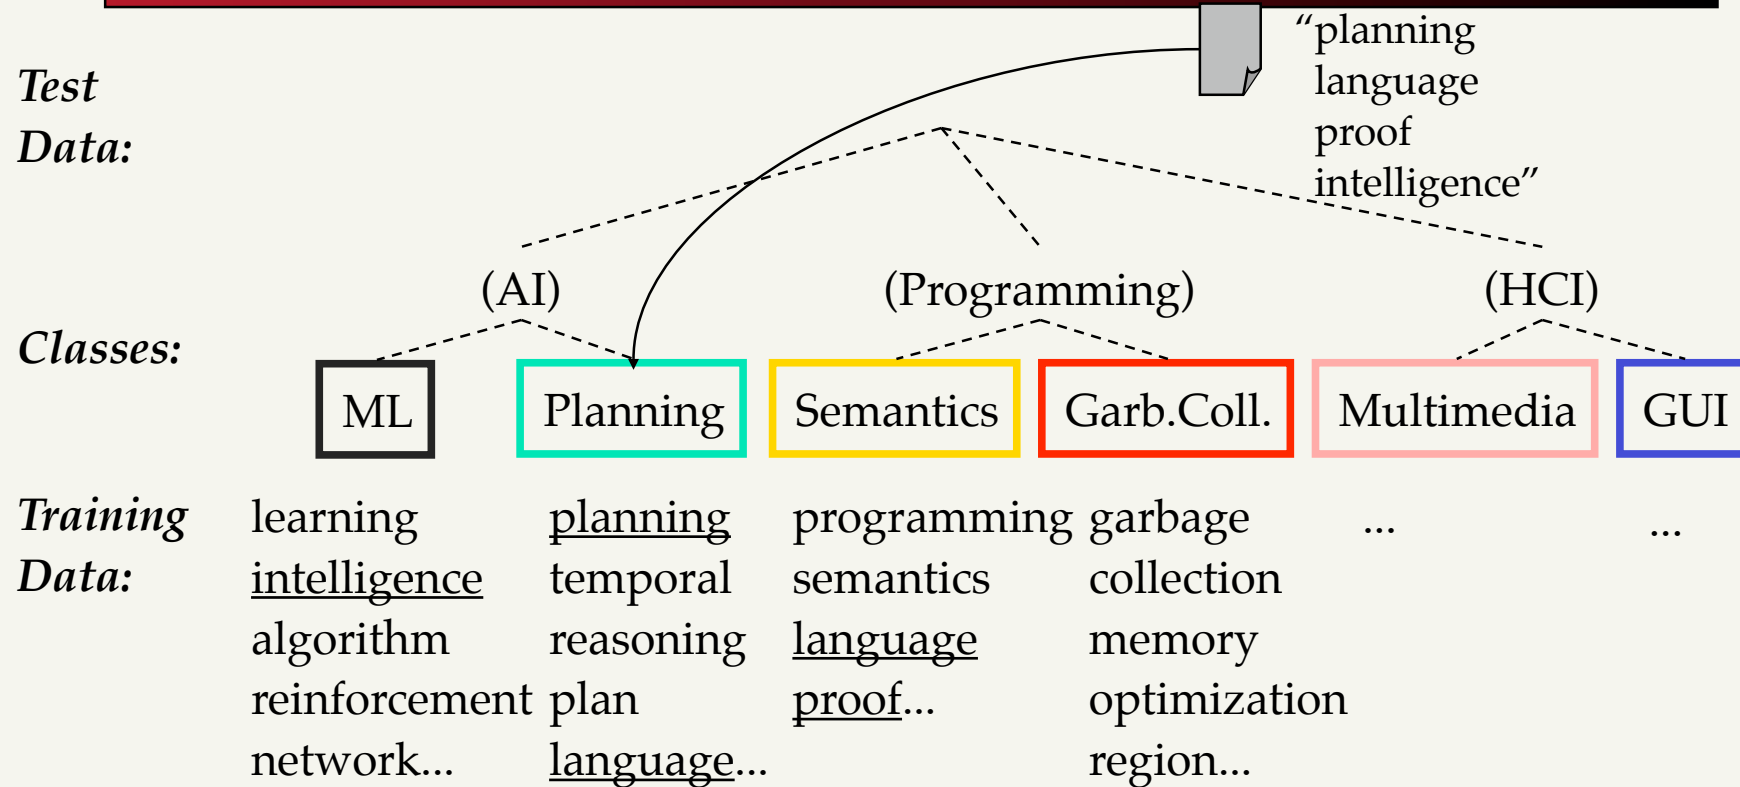 “planning
language
proof
intelligence”
Test
Data:
(AI) (Programming) (HCI)
Classes:
ML Planning Semantics Garb.Coll. Multimedia GUI
Training
Data:
learning
intelligence
algorithm
reinforcement
network...
planning
temporal
reasoning
plan
language...
programming
semantics
language
proof...
garbage
collection
memory
optimization
region...
...
...